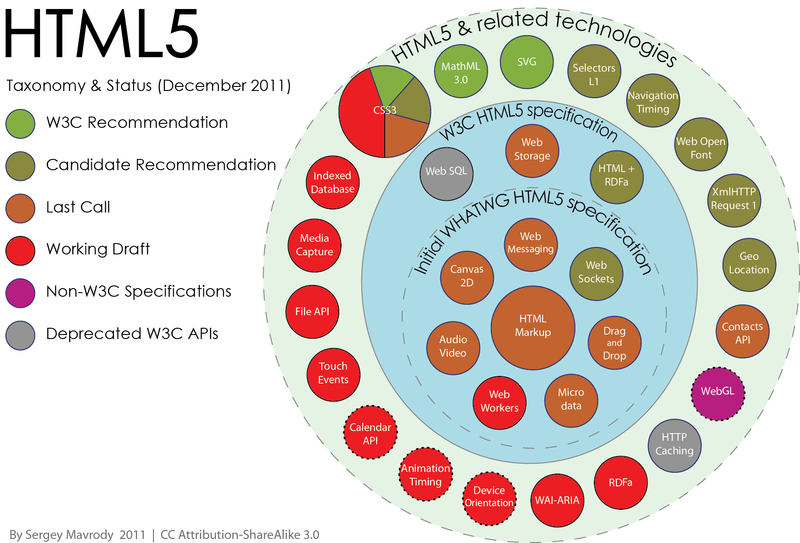 HTML5
Taxonomy & Status (December 2011)
W3C Recommendation
Candidate Recommendation
Last Call
Working Draft
Non-W3C Specifications
Deprecated W3C APIs
HTML5 & related technologies
CSS3
MathML
3.0
SVG
Selectors
L1
Navigation
Timing
Web Open
Font
XmlHTTP
Request 1
Geo
Location
Contacts
API
WebGL
HTTP
Caching
RDFa
WAI-ARIA
Device
Orientation
Animation
Timing
Calendar
API
Touch
Events
File API
Media
Capture
Indexed
Database
W3C HTML5 specification
Web SQL
Web
Storage
HTML +
RDFa
Initial WHATWG HTML5 specification
Web
Messaging
Canvas
2D
Web
Sockets
HTML
Markup
Audio
Video
Drag
and
Drop
Web
Workers
Micro
data
By Sergey Mavrody 2011 | CC Attribution-ShareAlike 3.0